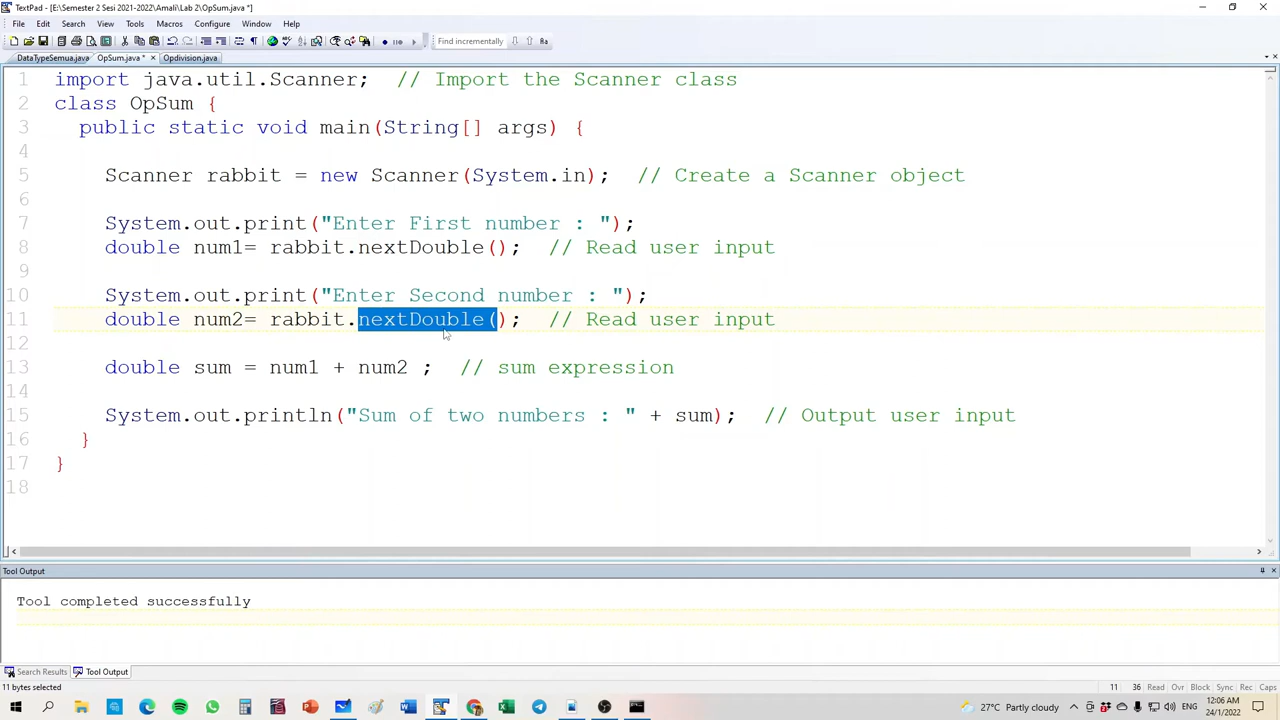 TextPad - [E:\Semester 2 Sesi 2021-2022\Amali\Lab 2\OpSum.java *]
File Edit Search View Tools Macros Configure Window Help
Find incrementally
DataTypeSemua.java OpSum.java * Opdivision.java
1 import java.util.Scanner; // Import the Scanner class
2 class OpSum {
3 public static void main(String[] args) {
4
5 Scanner rabbit = new Scanner(System.in); // Create a Scanner object
6
7 System.out.print("Enter First number : ");
8 double num1= rabbit.nextDouble(); // Read user input
9
10 System.out.print("Enter Second number : ");
11 double num2= rabbit.nextDouble(); // Read user input
12
13 double sum = num1 + num2 ; // sum expression
14
15 System.out.println("Sum of two numbers : " + sum); // Output user input
16 }
17 }
18
Tool Output
Tool completed successfully
Search Results Tool Output
11 bytes selected 11 36 Read Ovr Block Sync Rec Caps
27°C Partly cloudy ENG 12:06 AM
24/1/2022